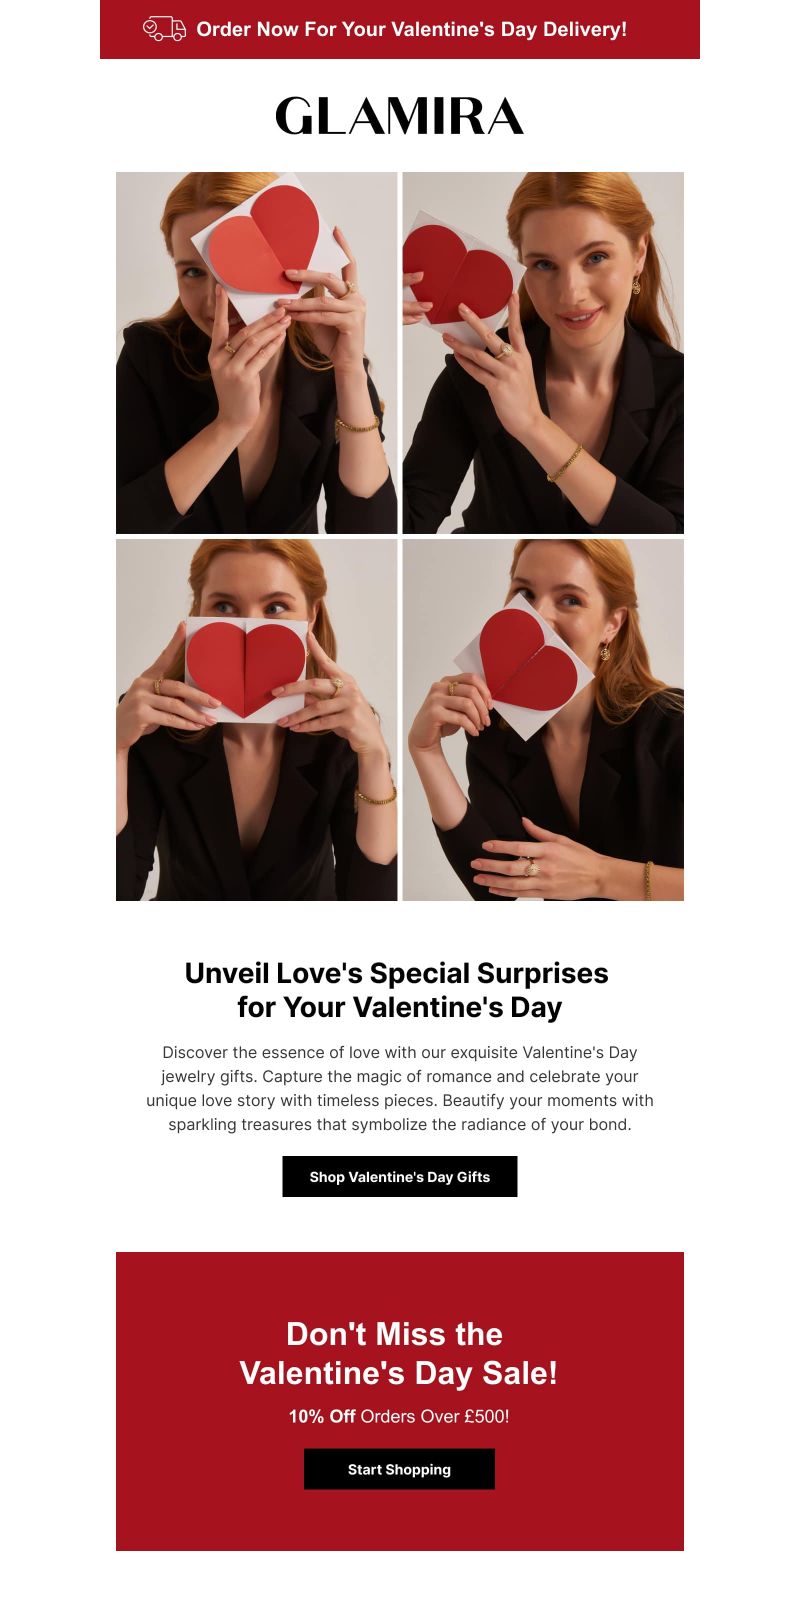 Order Now For Your Valentine's Day Delivery!
GLAMIRA
Unveil Love's Special Surprises
for Your Valentine's Day
Discover the essence of love with our exquisite Valentine's Day
jewelry gifts. Capture the magic of romance and celebrate your
unique love story with timeless pieces. Beautify your moments with
sparkling treasures that symbolize the radiance of your bond.
Shop Valentine's Day Gifts
Don't Miss the
Valentine's Day Sale!
10% Off Orders Over £500!
Start Shopping